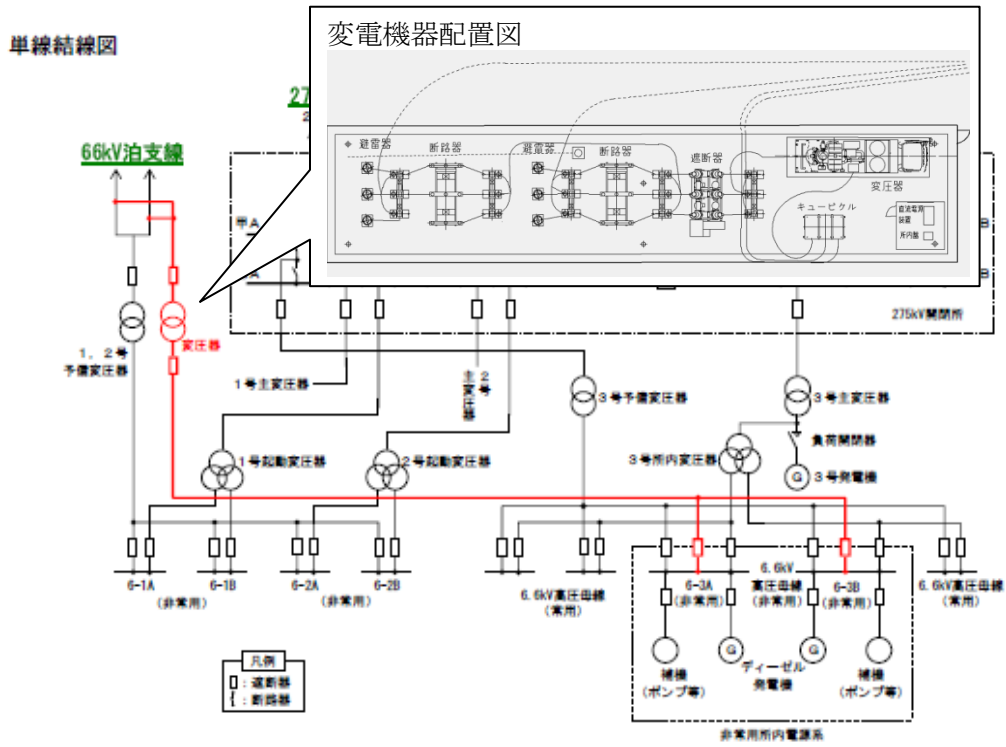 単線結線図
変電機器配置図
避雷器
断路器
避雷器
断路器
遮断器
変圧器
キュービクル
直流電源
装置
所内盤
27
2
66kV泊支線
甲A
A
B
B
275kV開閉所
変圧器
1，2号
予備変圧器
1号主変圧器
2号
主変圧器
3号予備変圧器
3号主変圧器
負荷開閉器
3号所内変圧器
G
3号発電機
1号起動変圧器
2号起動変圧器
6-1A
6-1B
6-2A
6-2B
(非常用)
(非常用)
6.6kV高圧母線
(常用)
6-3A
(非常用)
6.6kV
高圧母線
(非常用)
6-3B
(非常用)
6.6kV高圧母線
(常用)
G
G
補機
(ポンプ等)
ディーゼル
発電機
補機
(ポンプ等)
非常用所内電源系
凡例
：遮断器
：断路器